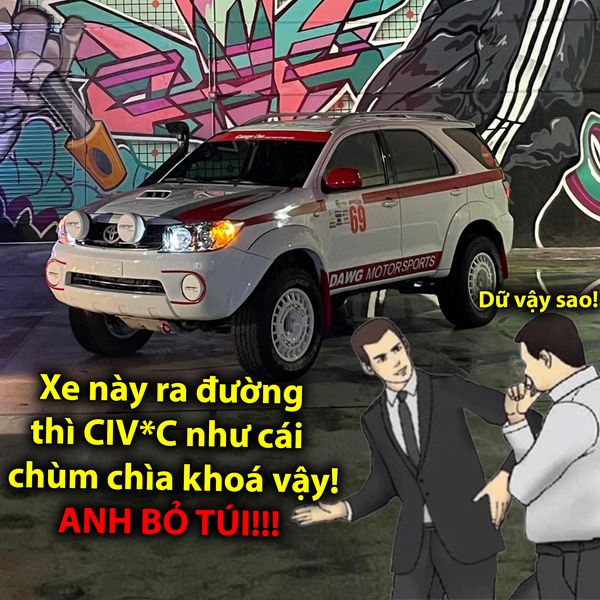 69
DAWG MOTORSPORTS
Dữ vậy sao!
Xe này ra đường
thì CIV*C như cái
chùm chìa khoá vậy!
ANH BỎ TÚI!!!